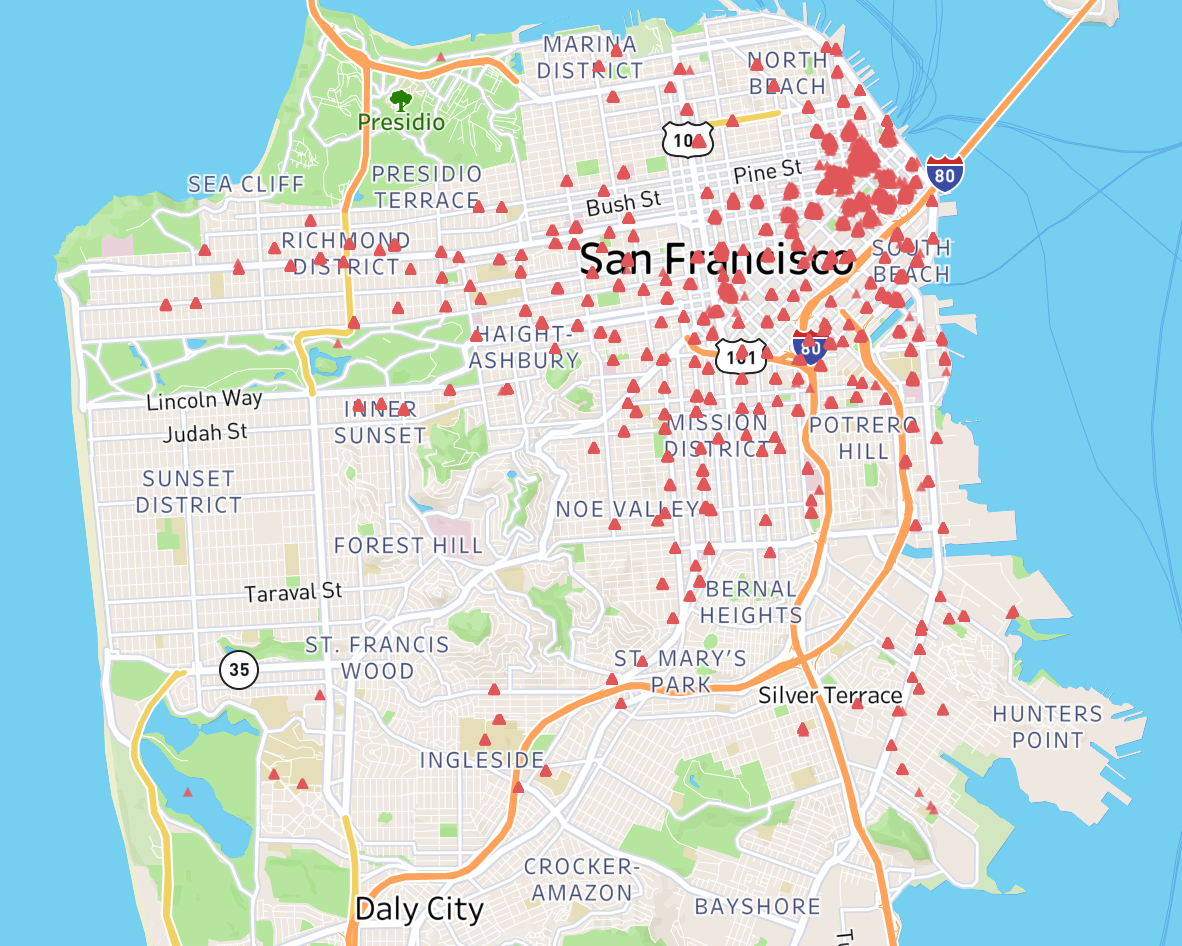 MARINA
DISTRICT
NORTH
BEACH
Presidio
10
Pine St
80
SEA CLIFF
PRESIDIO
TERRACE
Bush St
RICHMOND
DISTRICT
San Francisco
SOUTH
BEACH
HAIGHT-
ASHBURY
101
80
Lincoln Way
Judah St
INNER
SUNSET
MISSION
DISTRICT
POTRERO
HILL
SUNSET
DISTRICT
NOE VALLEY
FOREST HILL
Taraval St
BERNAL
HEIGHTS
ST. FRANCIS
WOOD
35
ST. MARY'S
PARK
Silver Terrace
HUNTERS
POINT
INGLESIDE
CROCKER-
AMAZON
Daly City
BAYSHORE